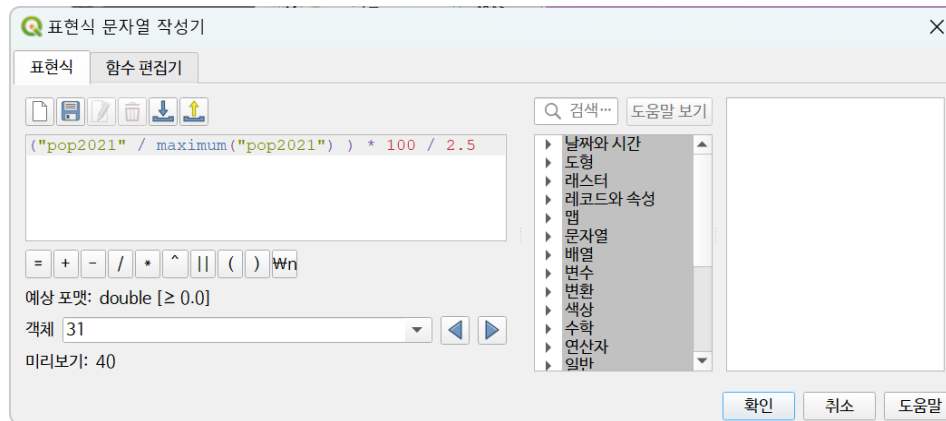 표현식 문자열 작성기
표현식 함수 편집기
검색… 도움말 보기
("pop2021" / maximum("pop2021") ) * 100 / 2.5
= + - / * ^ || ( ) ₩n
예상 포맷: double [≥ 0.0]
객체 31
미리보기: 40
날짜와 시간
도형
래스터
레코드와 속성
맵
문자열
배열
변수
변환
색상
수학
연산자
일반
확인 취소 도움말